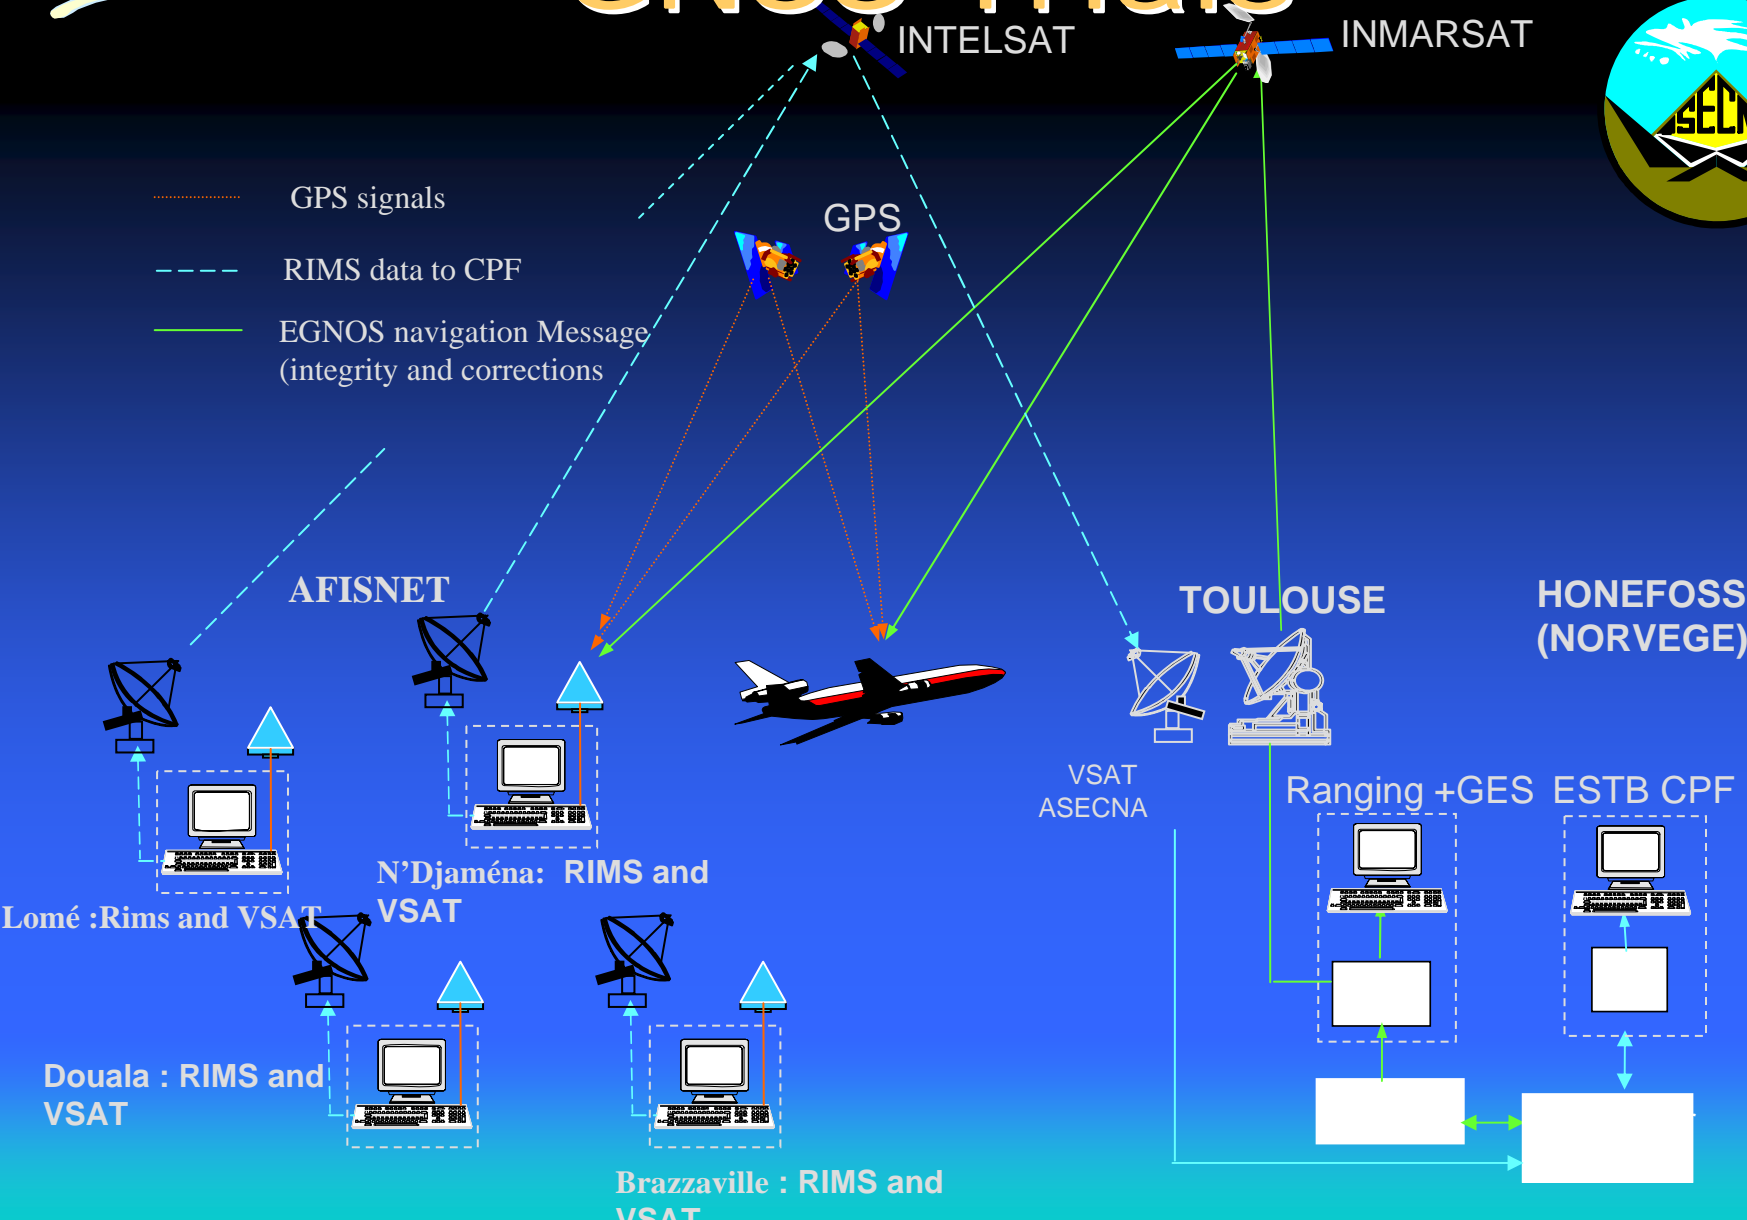 INTELSAT
INMARSAT
GPS signals
GPS
RIMS data to CPF
EGNOS navigation Message
(integrity and corrections
AFISNET
TOULOUSE
HONEFOSS
(NORVEGE)
VSAT
ASECNA
Ranging +GES
ESTB CPF
N’Djaména: RIMS and
VSAT
Lomé :Rims and VSAT
Douala : RIMS and
VSAT
Brazzaville : RIMS and
VSAT